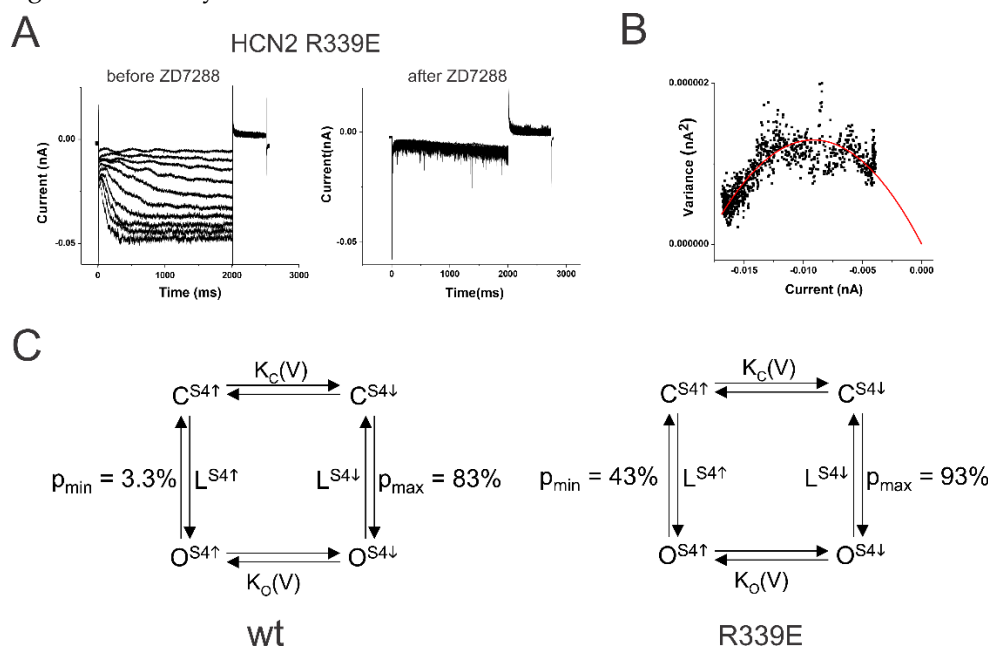 A
HCN2 R339E
before ZD7288
after ZD7288
Current (nA)
0.00
-0.05
0
1000
2000
3000
Time (ms)
Current (nA)
0.00
-0.05
0
1000
2000
3000
Time(ms)
B
Variance (nA²)
0.000002
0.000000
-0.015
-0.010
-0.005
0.000
Current (nA)
C
K_C(V)
C^S4↑
C^S4↓
p_min = 3.3%
L^S4↑
L^S4↓
p_max = 83%
O^S4↑
O^S4↓
K_O(V)
wt
K_C(V)
C^S4↑
C^S4↓
p_min = 43%
L^S4↑
L^S4↓
p_max = 93%
O^S4↑
O^S4↓
K_O(V)
R339E